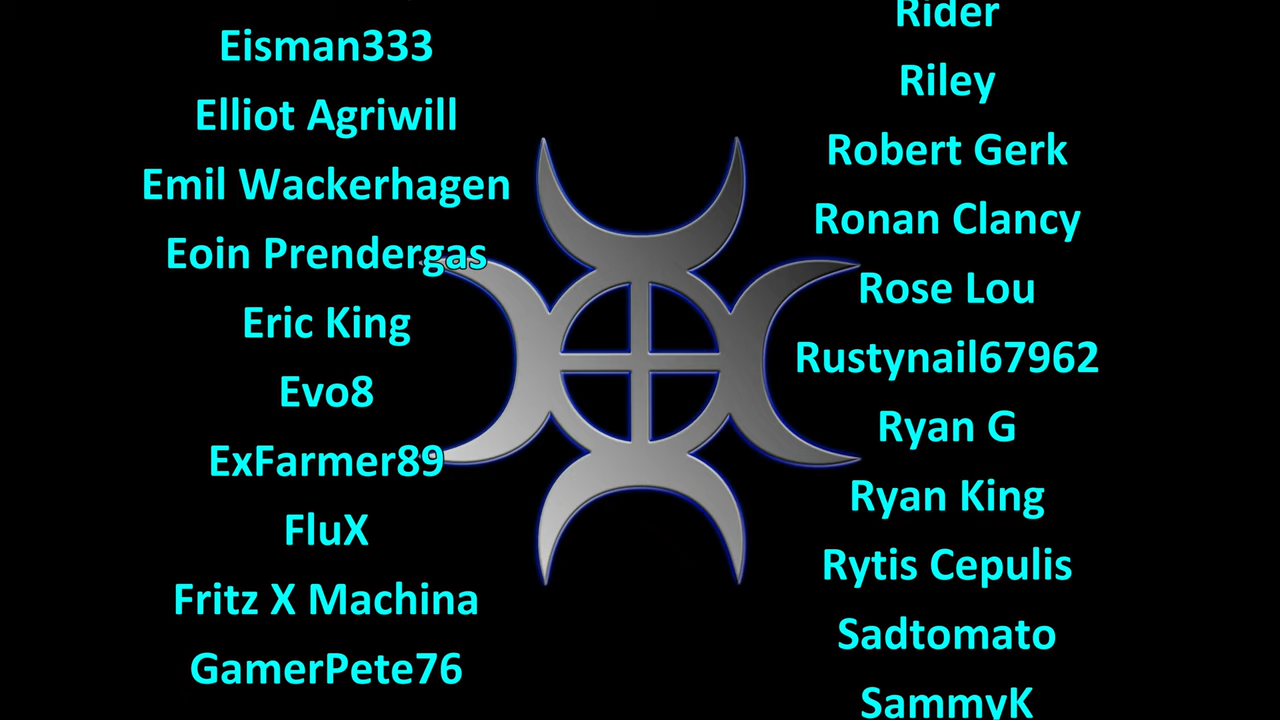 Eisman333
Elliot Agriwill
Emil Wackerhagen
Eoin Prendergas
Eric King
Evo8
ExFarmer89
FluX
Fritz X Machina
GamerPete76
Rider
Riley
Robert Gerk
Ronan Clancy
Rose Lou
Rustynail67962
Ryan G
Ryan King
Rytis Cepulis
Sadtomato
SammyK